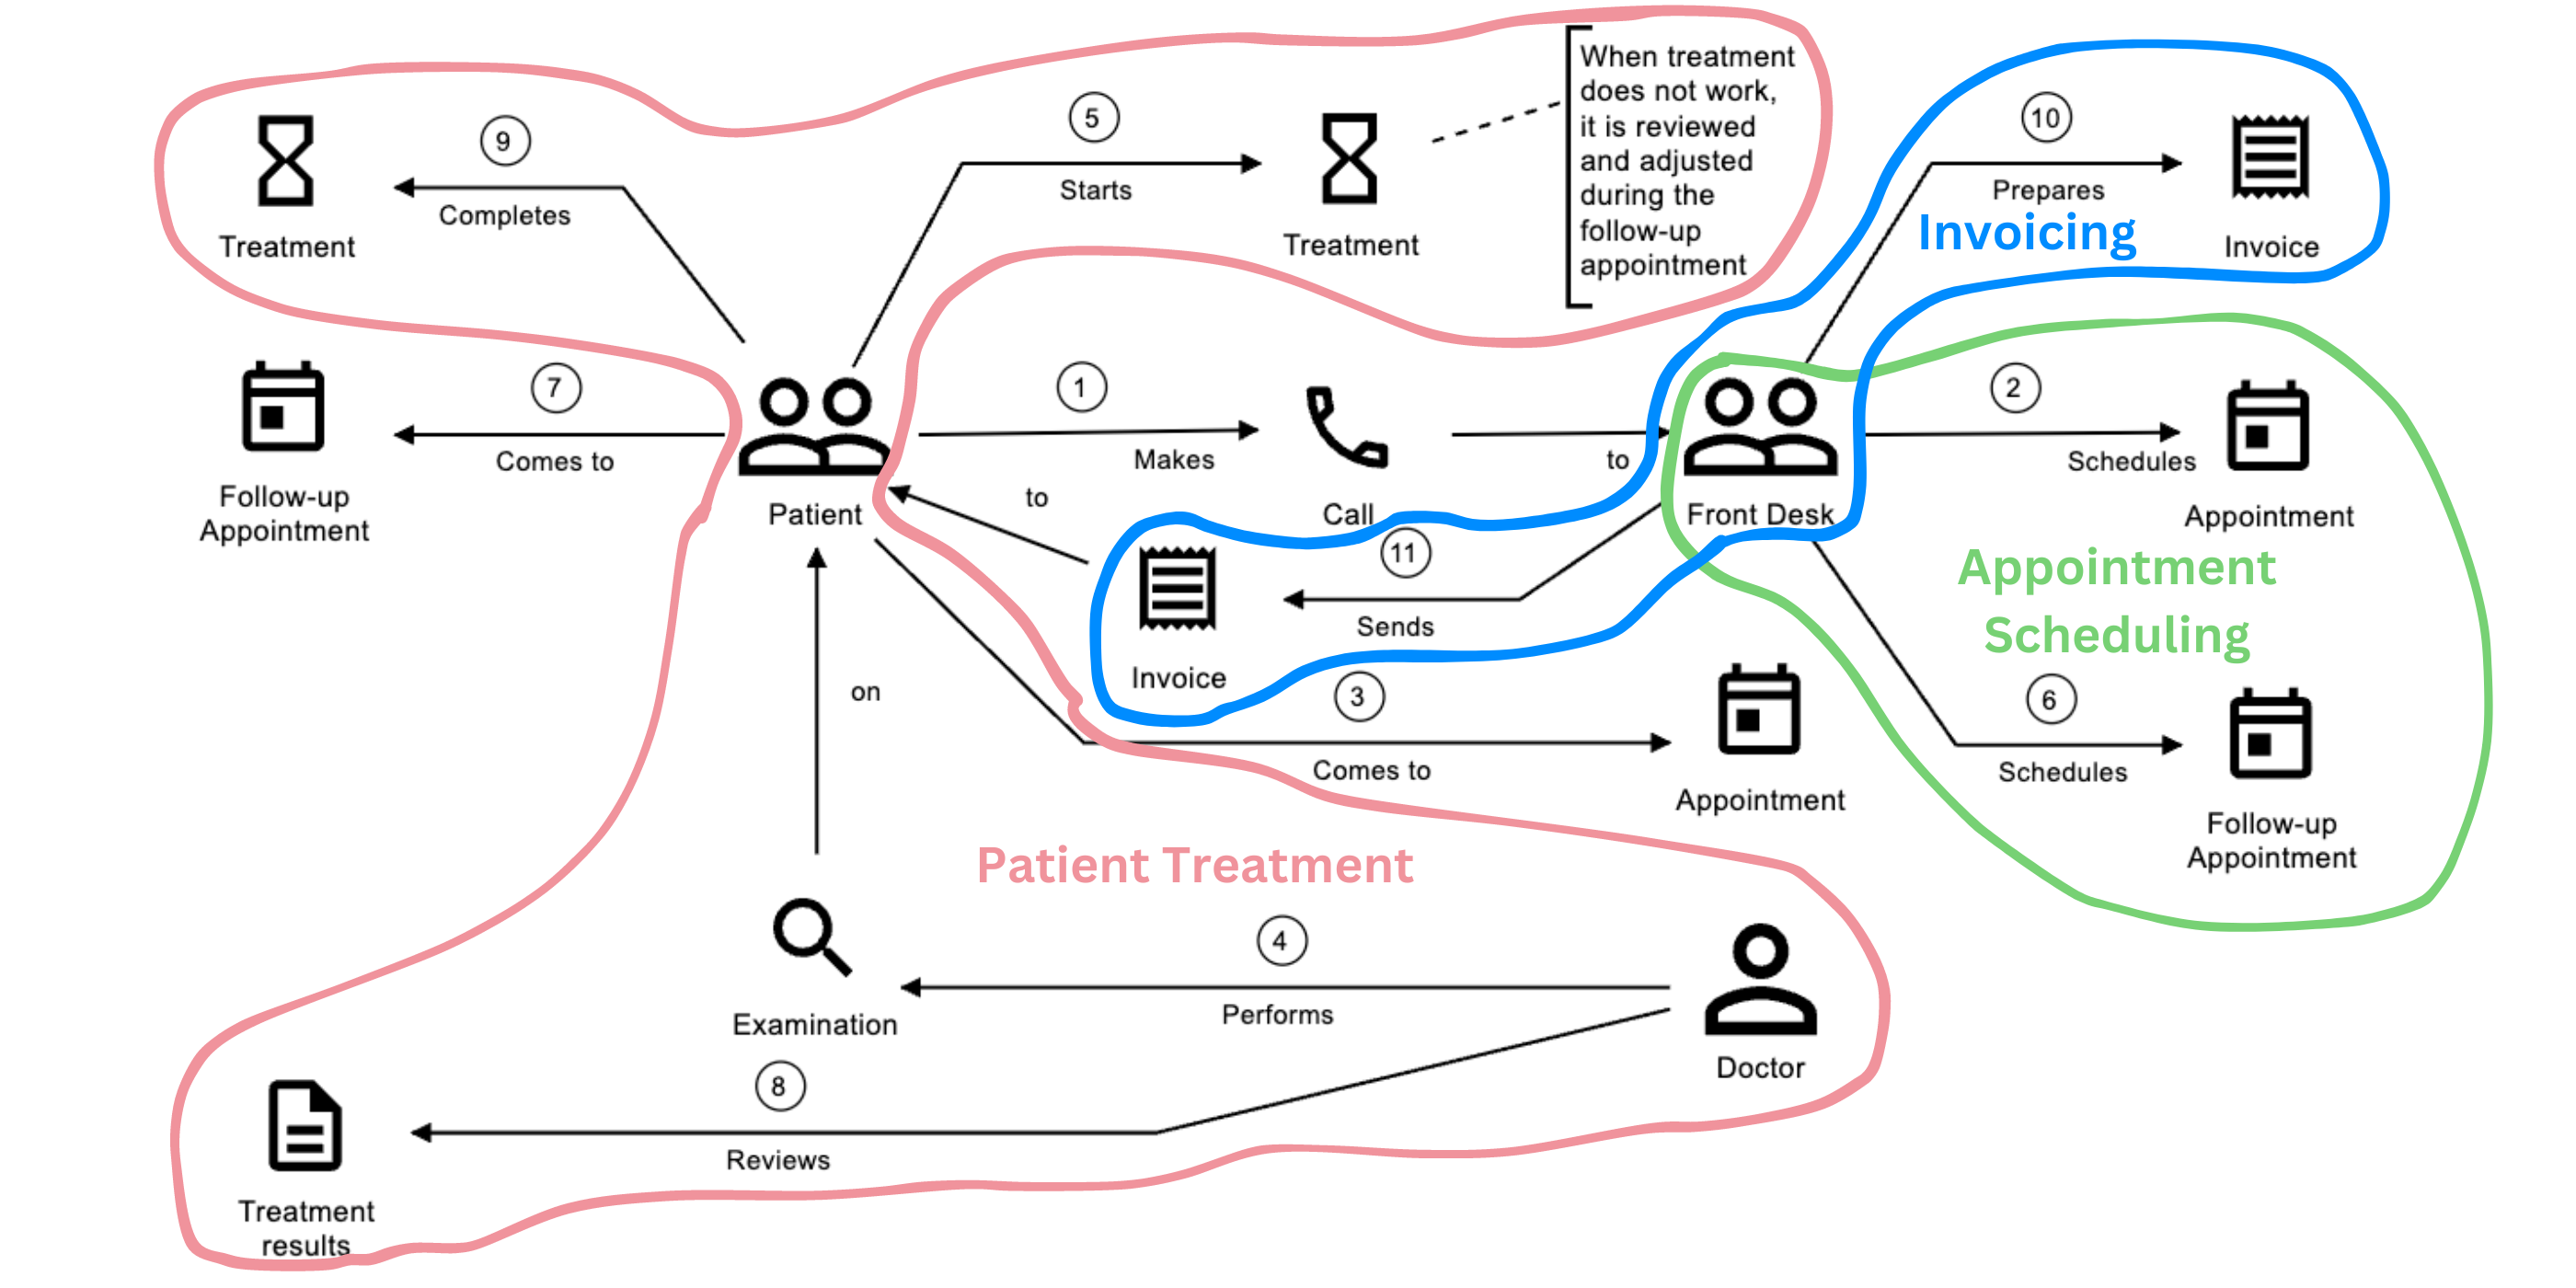 When treatment
does not work,
it is reviewed
and adjusted
during the
follow-up
appointment
9
Completes
Treatment
5
Starts
Treatment
10
Prepares
Invoice
Invoicing
7
Comes to
Follow-up
Appointment
Patient
1
Makes
Call
to
Front Desk
2
Schedules
Appointment
to
11
Sends
Invoice
Appointment
Scheduling
on
3
Comes to
Appointment
6
Schedules
Follow-up
Appointment
Patient Treatment
4
Performs
Examination
Doctor
8
Reviews
Treatment
results